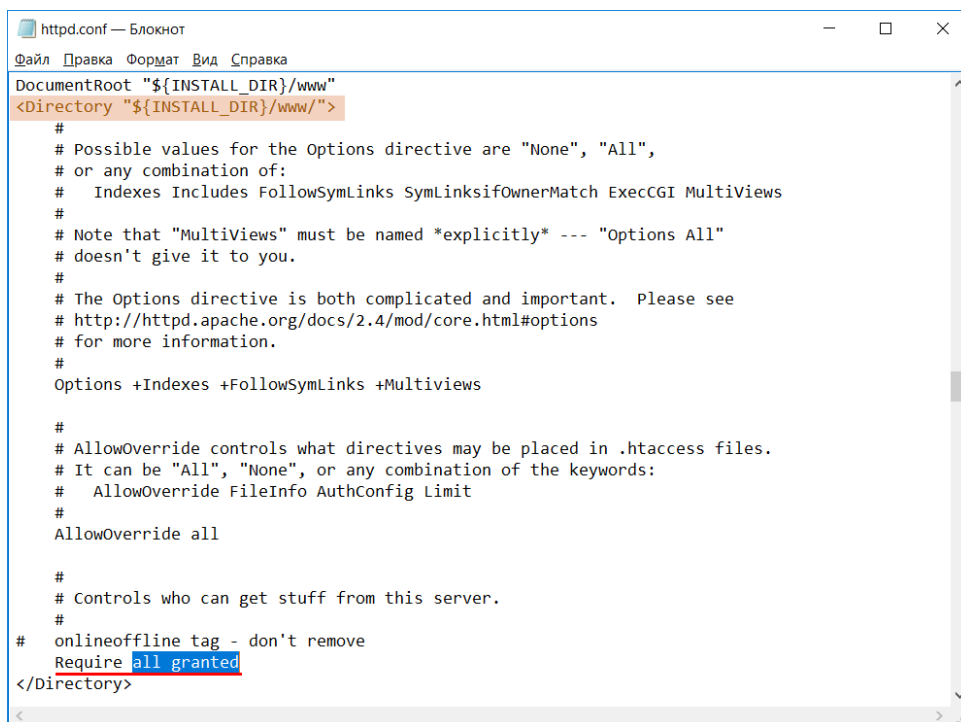 httpd.conf — Блокнот
Файл Правка Формат Вид Справка
DocumentRoot "${INSTALL_DIR}/www"
<Directory "${INSTALL_DIR}/www/">
    #
    # Possible values for the Options directive are "None", "All",
    # or any combination of:
    #   Indexes Includes FollowSymLinks SymLinksifOwnerMatch ExecCGI MultiViews
    #
    # Note that "MultiViews" must be named *explicitly* --- "Options All"
    # doesn't give it to you.
    #
    # The Options directive is both complicated and important.  Please see
    # http://httpd.apache.org/docs/2.4/mod/core.html#options
    # for more information.
    #
    Options +Indexes +FollowSymLinks +Multiviews

    #
    # AllowOverride controls what directives may be placed in .htaccess files.
    # It can be "All", "None", or any combination of the keywords:
    #   AllowOverride FileInfo AuthConfig Limit
    #
    AllowOverride all

    #
    # Controls who can get stuff from this server.
    #
#   onlineoffline tag - don't remove
    Require all granted
</Directory>